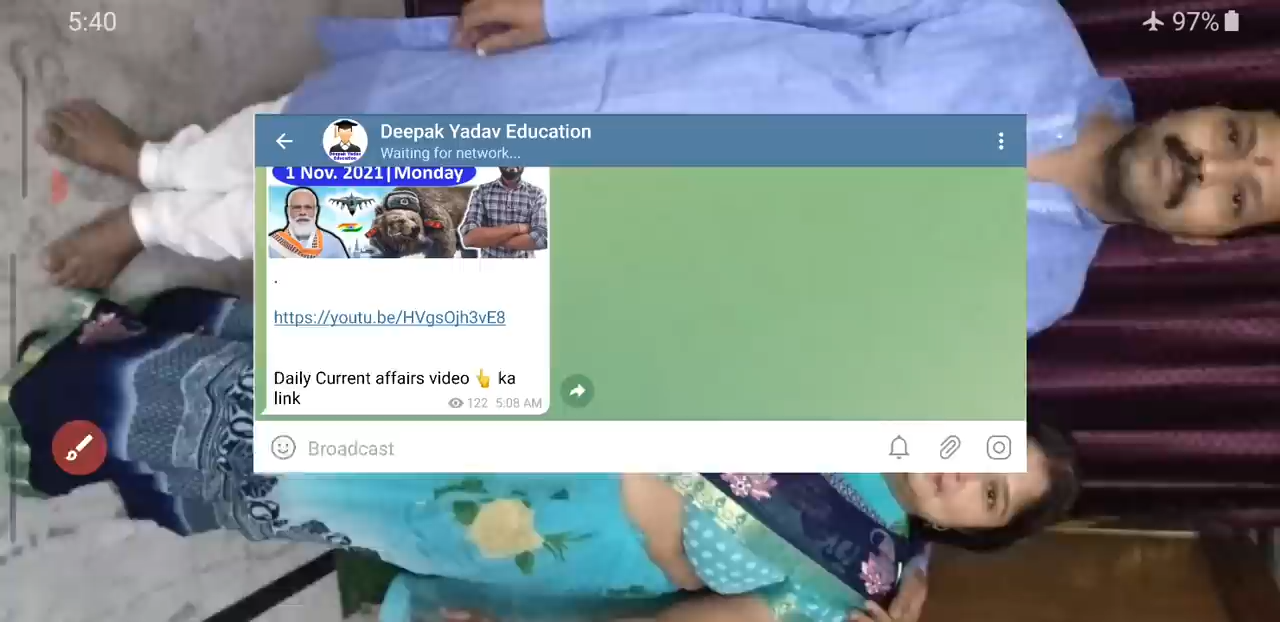 5:40
97%
Deepak Yadav Education
Waiting for network...
1 Nov. 2021|Monday
.
https://youtu.be/HVgsOjh3vE8
Daily Current affairs video 👆 ka
link
122 5:08 AM
Broadcast